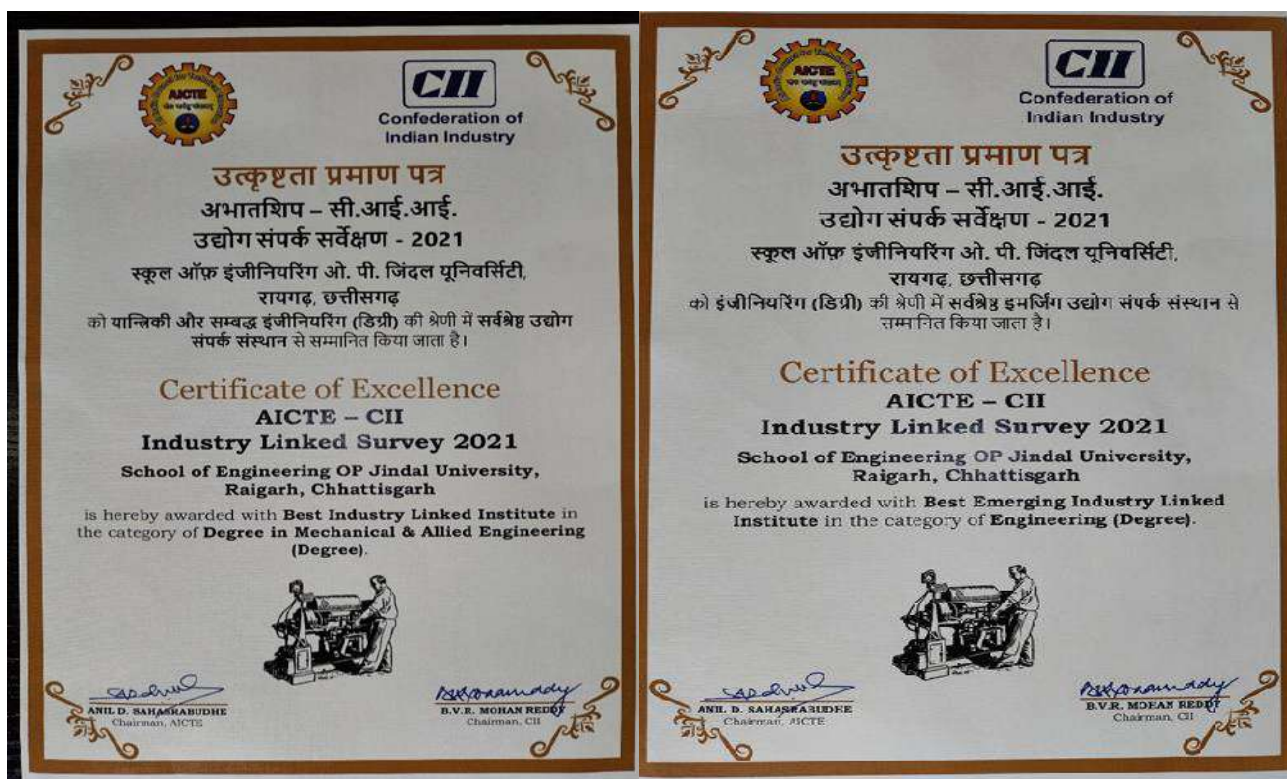 AICTE
CII
Confederation of
Indian Industry
उत्कृष्टता प्रमाण पत्र
अभातशिप – सी.आई.आई.
उद्योग संपर्क सर्वेक्षण - 2021
स्कूल ऑफ़ इंजीनियरिंग ओ. पी. जिंदल यूनिवर्सिटी,
रायगढ़, छत्तीसगढ़
को यान्त्रिकी और सम्बद्ध इंजीनियरिंग (डिग्री) की श्रेणी में सर्वश्रेष्ठ उद्योग
संपर्क संस्थान से सम्मानित किया जाता है।
Certificate of Excellence
AICTE – CII
Industry Linked Survey 2021
School of Engineering OP Jindal University,
Raigarh, Chhattisgarh
is hereby awarded with Best Industry Linked Institute in
the category of Degree in Mechanical & Allied Engineering
(Degree).
ANIL D. SAHASRABUDHE
Chairman, AICTE
B.V.R. MOHAN REDDY
Chairman, CII
AICTE
CII
Confederation of
Indian Industry
उत्कृष्टता प्रमाण पत्र
अभातशिप – सी.आई.आई.
उद्योग संपर्क सर्वेक्षण - 2021
स्कूल ऑफ़ इंजीनियरिंग ओ. पी. जिंदल यूनिवर्सिटी,
रायगढ़, छत्तीसगढ़
को इंजीनियरिंग (डिग्री) की श्रेणी में सर्वश्रेष्ठ इमर्जिंग उद्योग संपर्क संस्थान से
सम्मानित किया जाता है।
Certificate of Excellence
AICTE – CII
Industry Linked Survey 2021
School of Engineering OP Jindal University,
Raigarh, Chhattisgarh
is hereby awarded with Best Emerging Industry Linked
Institute in the category of Engineering (Degree).
ANIL D. SAHASRABUDHE
Chairman, AICTE
B.V.R. MOHAN REDDY
Chairman, CII